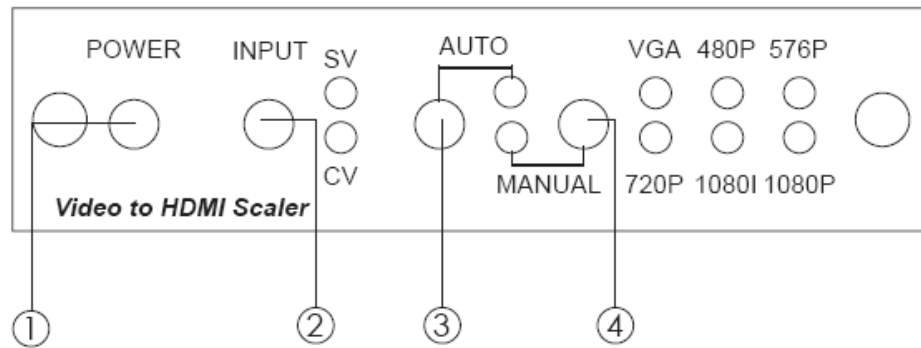 POWER INPUT SV AUTO VGA 480P 576P
CV MANUAL 720P 1080I 1080P
Video to HDMI Scaler
① ② ③ ④